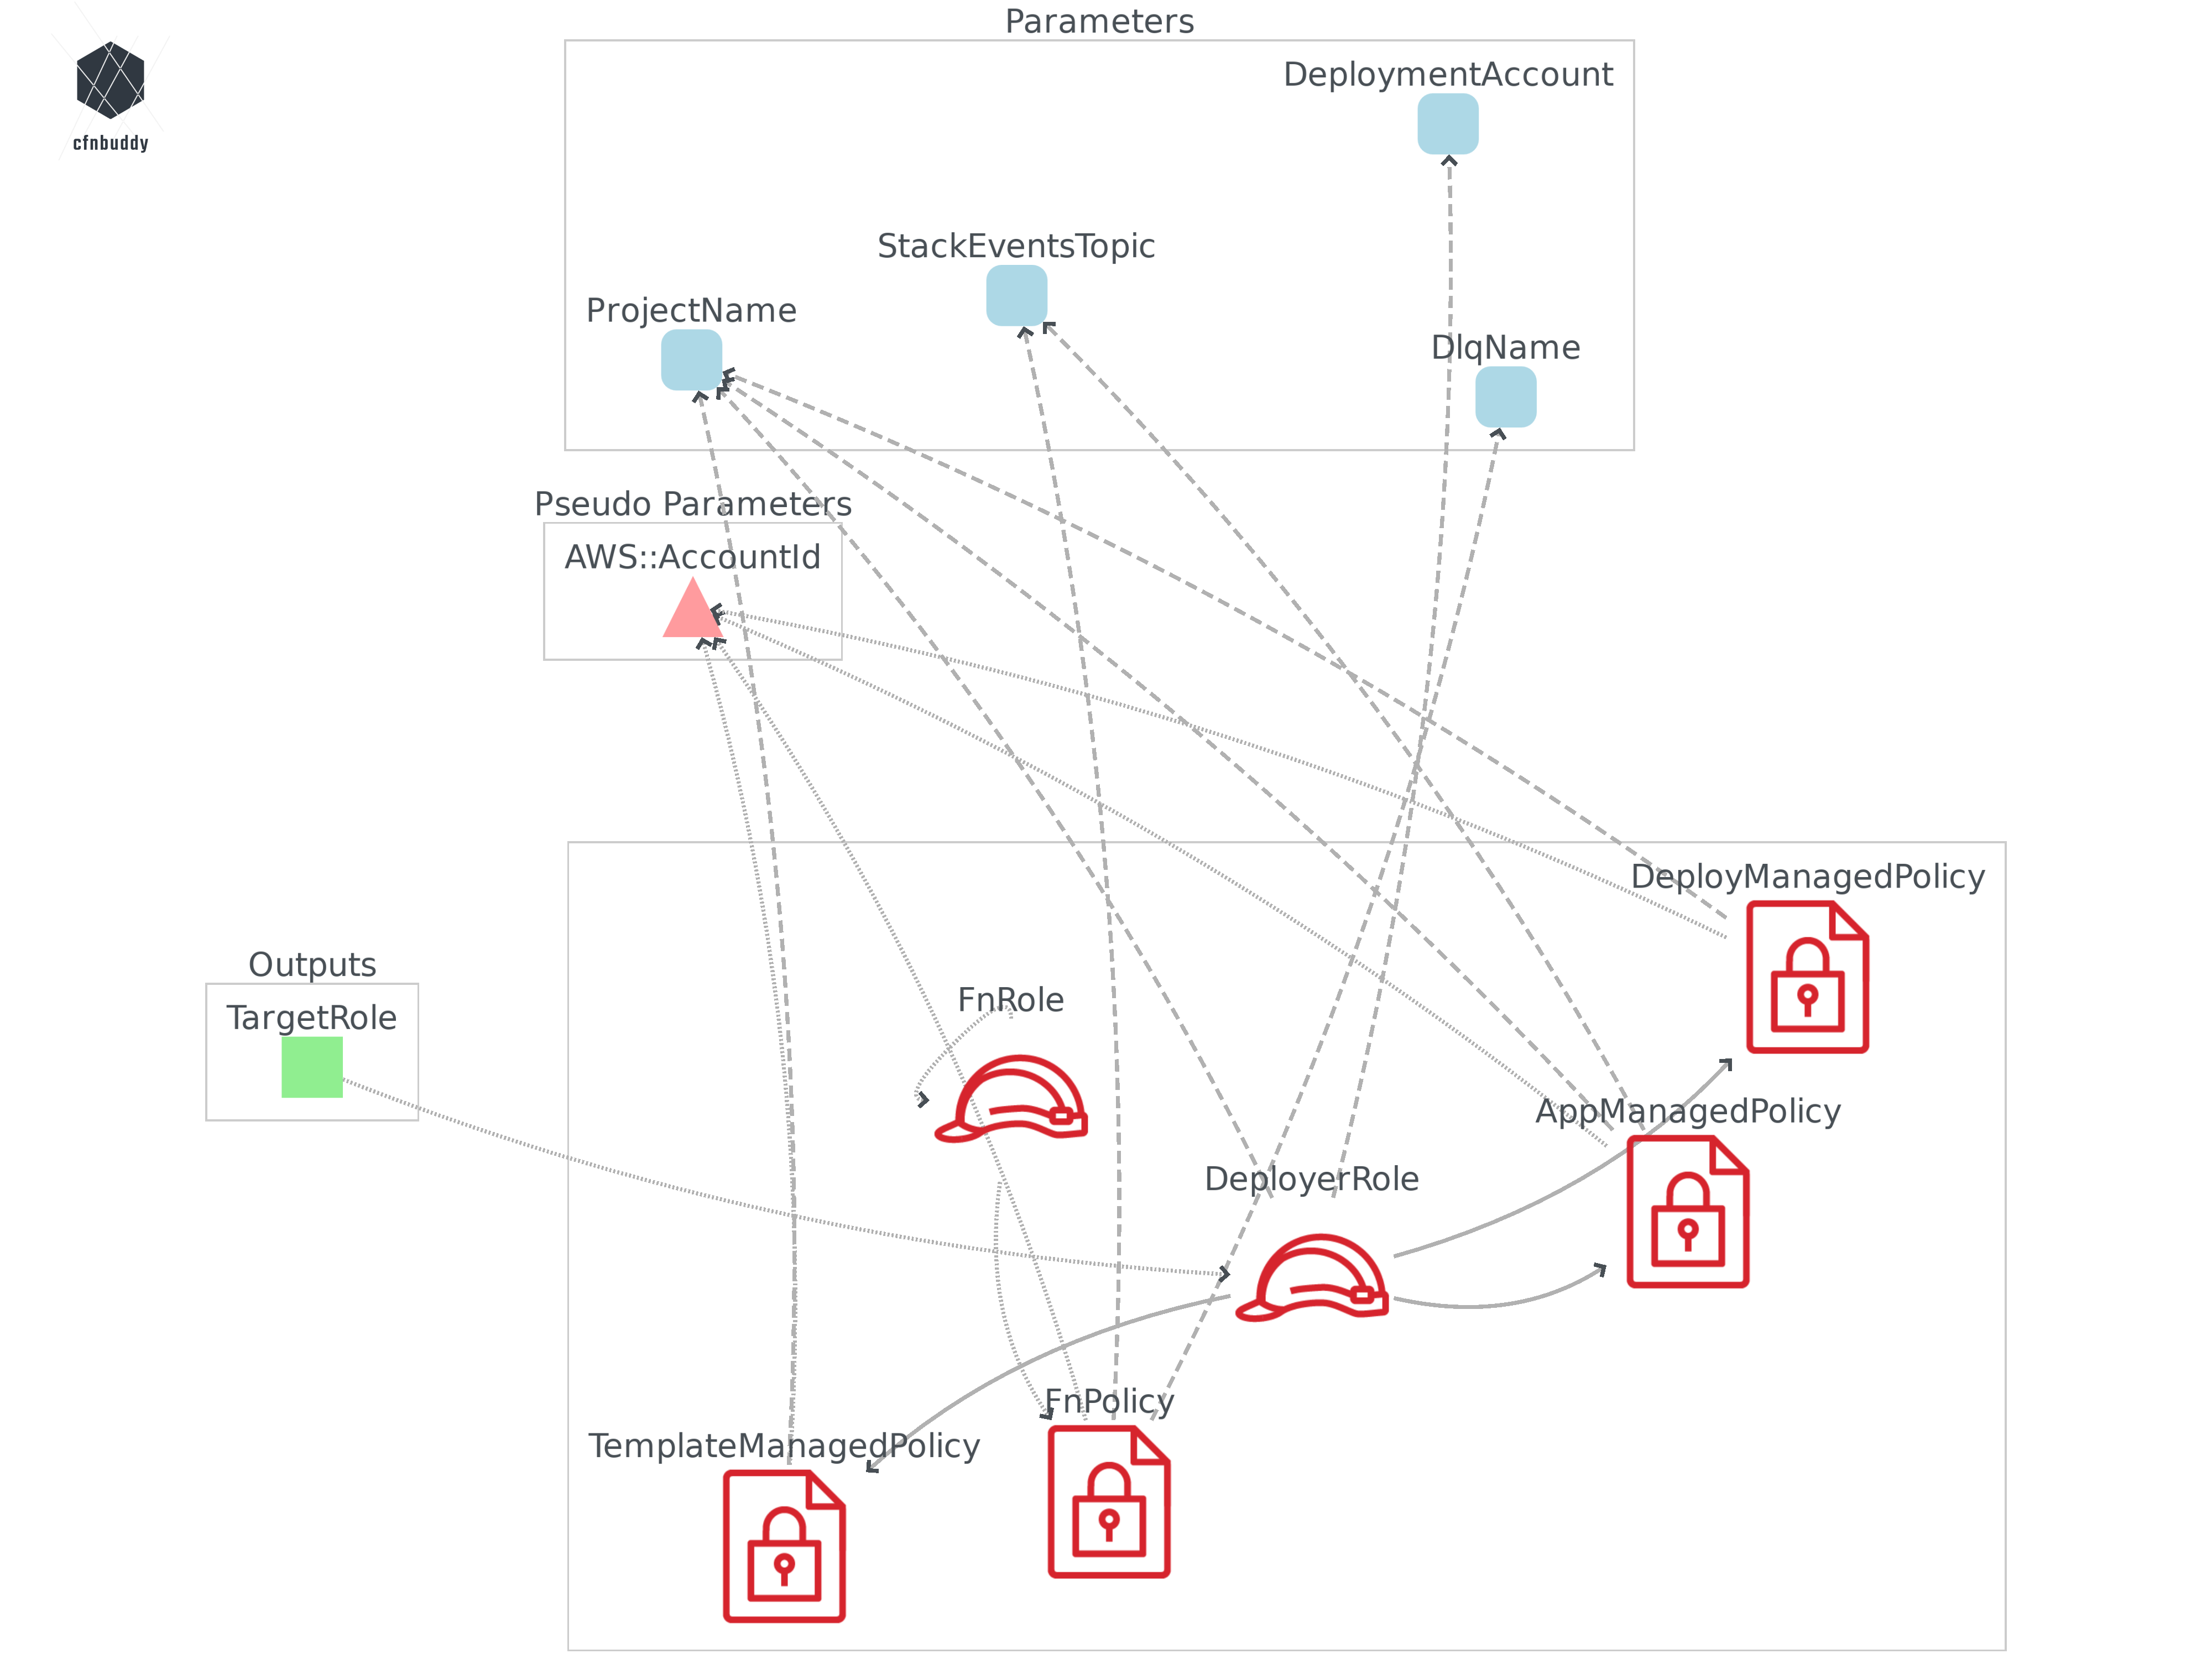 Parameters
cfnbuddy
DeploymentAccount
StackEventsTopic
ProjectName
DlqName
Pseudo Parameters
AWS::AccountId
DeployManagedPolicy
Outputs
TargetRole
FnRole
AppManagedPolicy
DeployerRole
FnPolicy
TemplateManagedPolicy